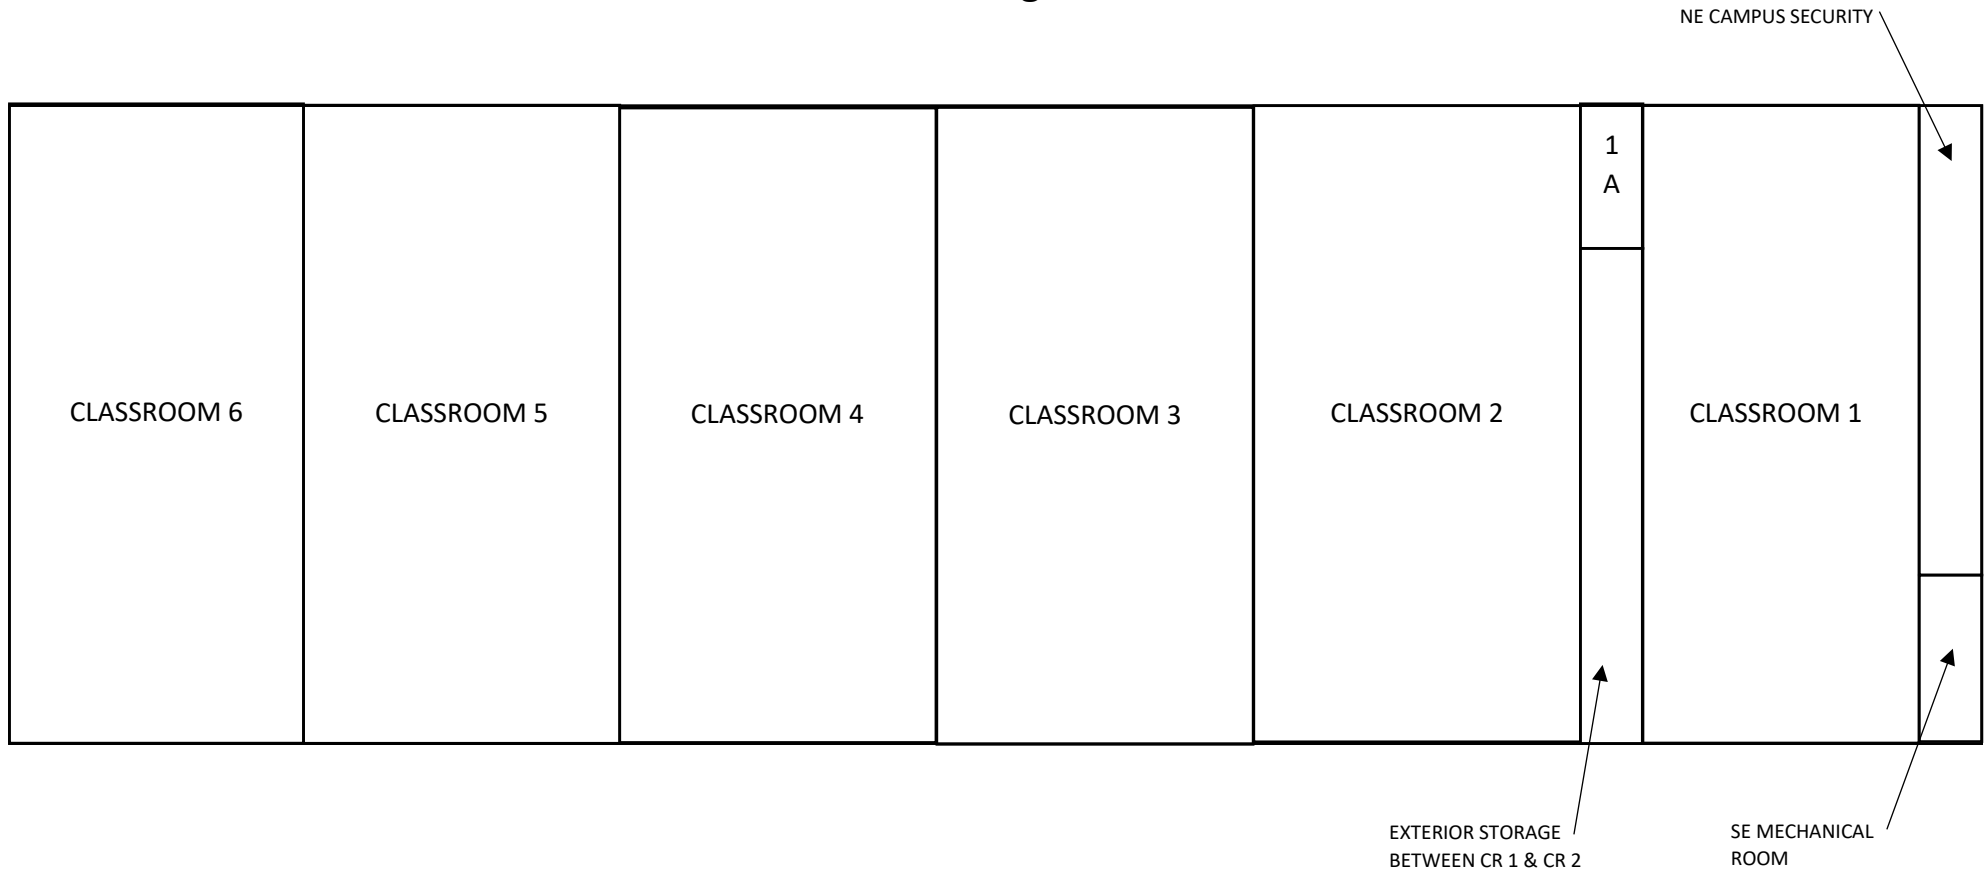 NE CAMPUS SECURITY
1
A
CLASSROOM 6
CLASSROOM 5
CLASSROOM 4
CLASSROOM 3
CLASSROOM 2
CLASSROOM 1
EXTERIOR STORAGE
BETWEEN CR 1 & CR 2
SE MECHANICAL
ROOM